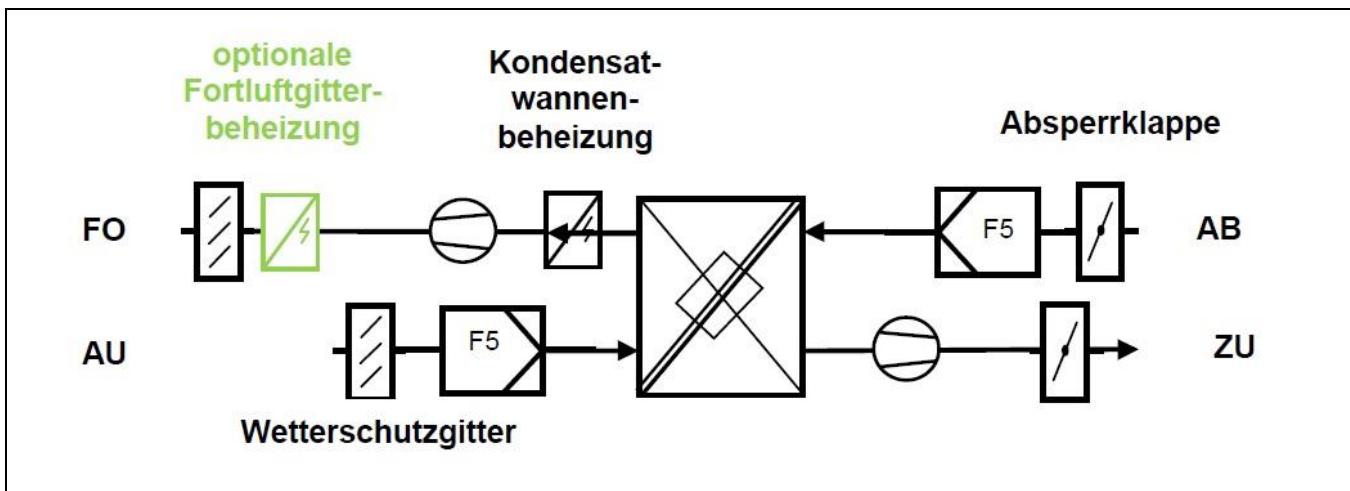 optionale
Fortluftgitter-
beheizung
Kondensat-
wannen-
beheizung
Absperrklappe
FO
F5
AB
AU
F5
ZU
Wetterschutzgitter